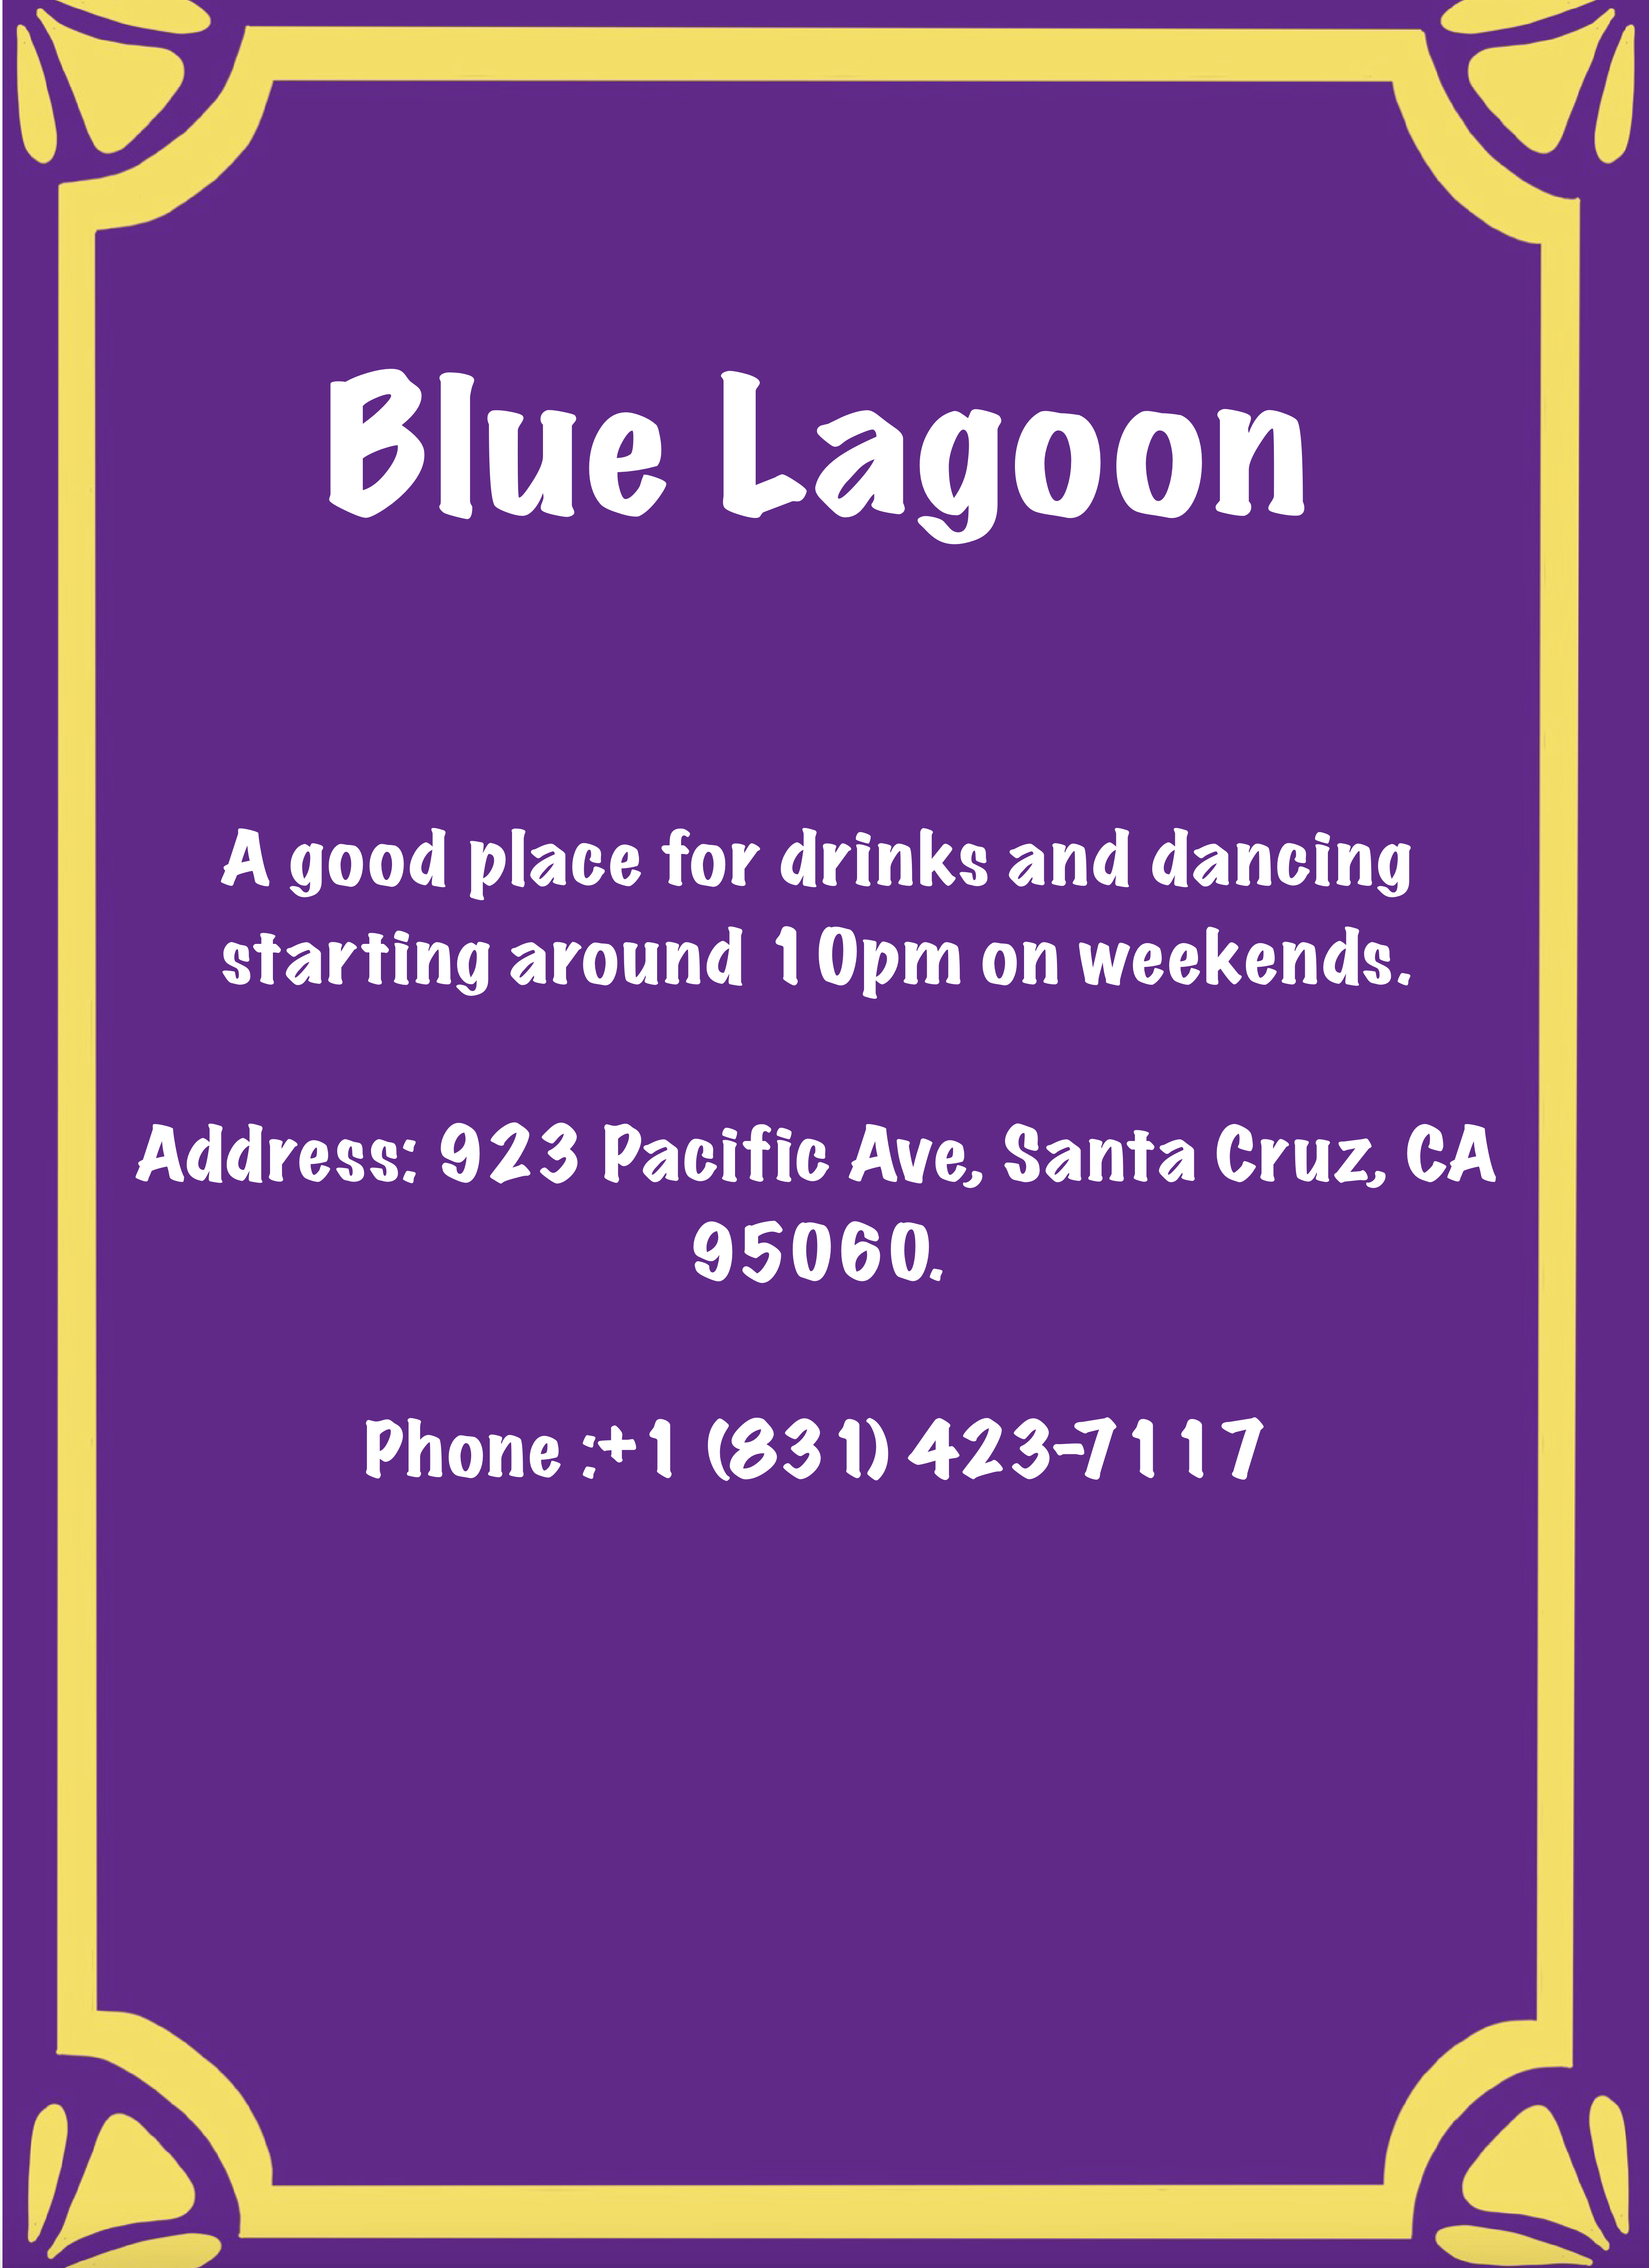 Blue Lagoon
A good place for drinks and dancing
starting around 10pm on weekends.
Address: 923 Pacific Ave, Santa Cruz, CA
95060.
Phone:+1 (831) 423-7117